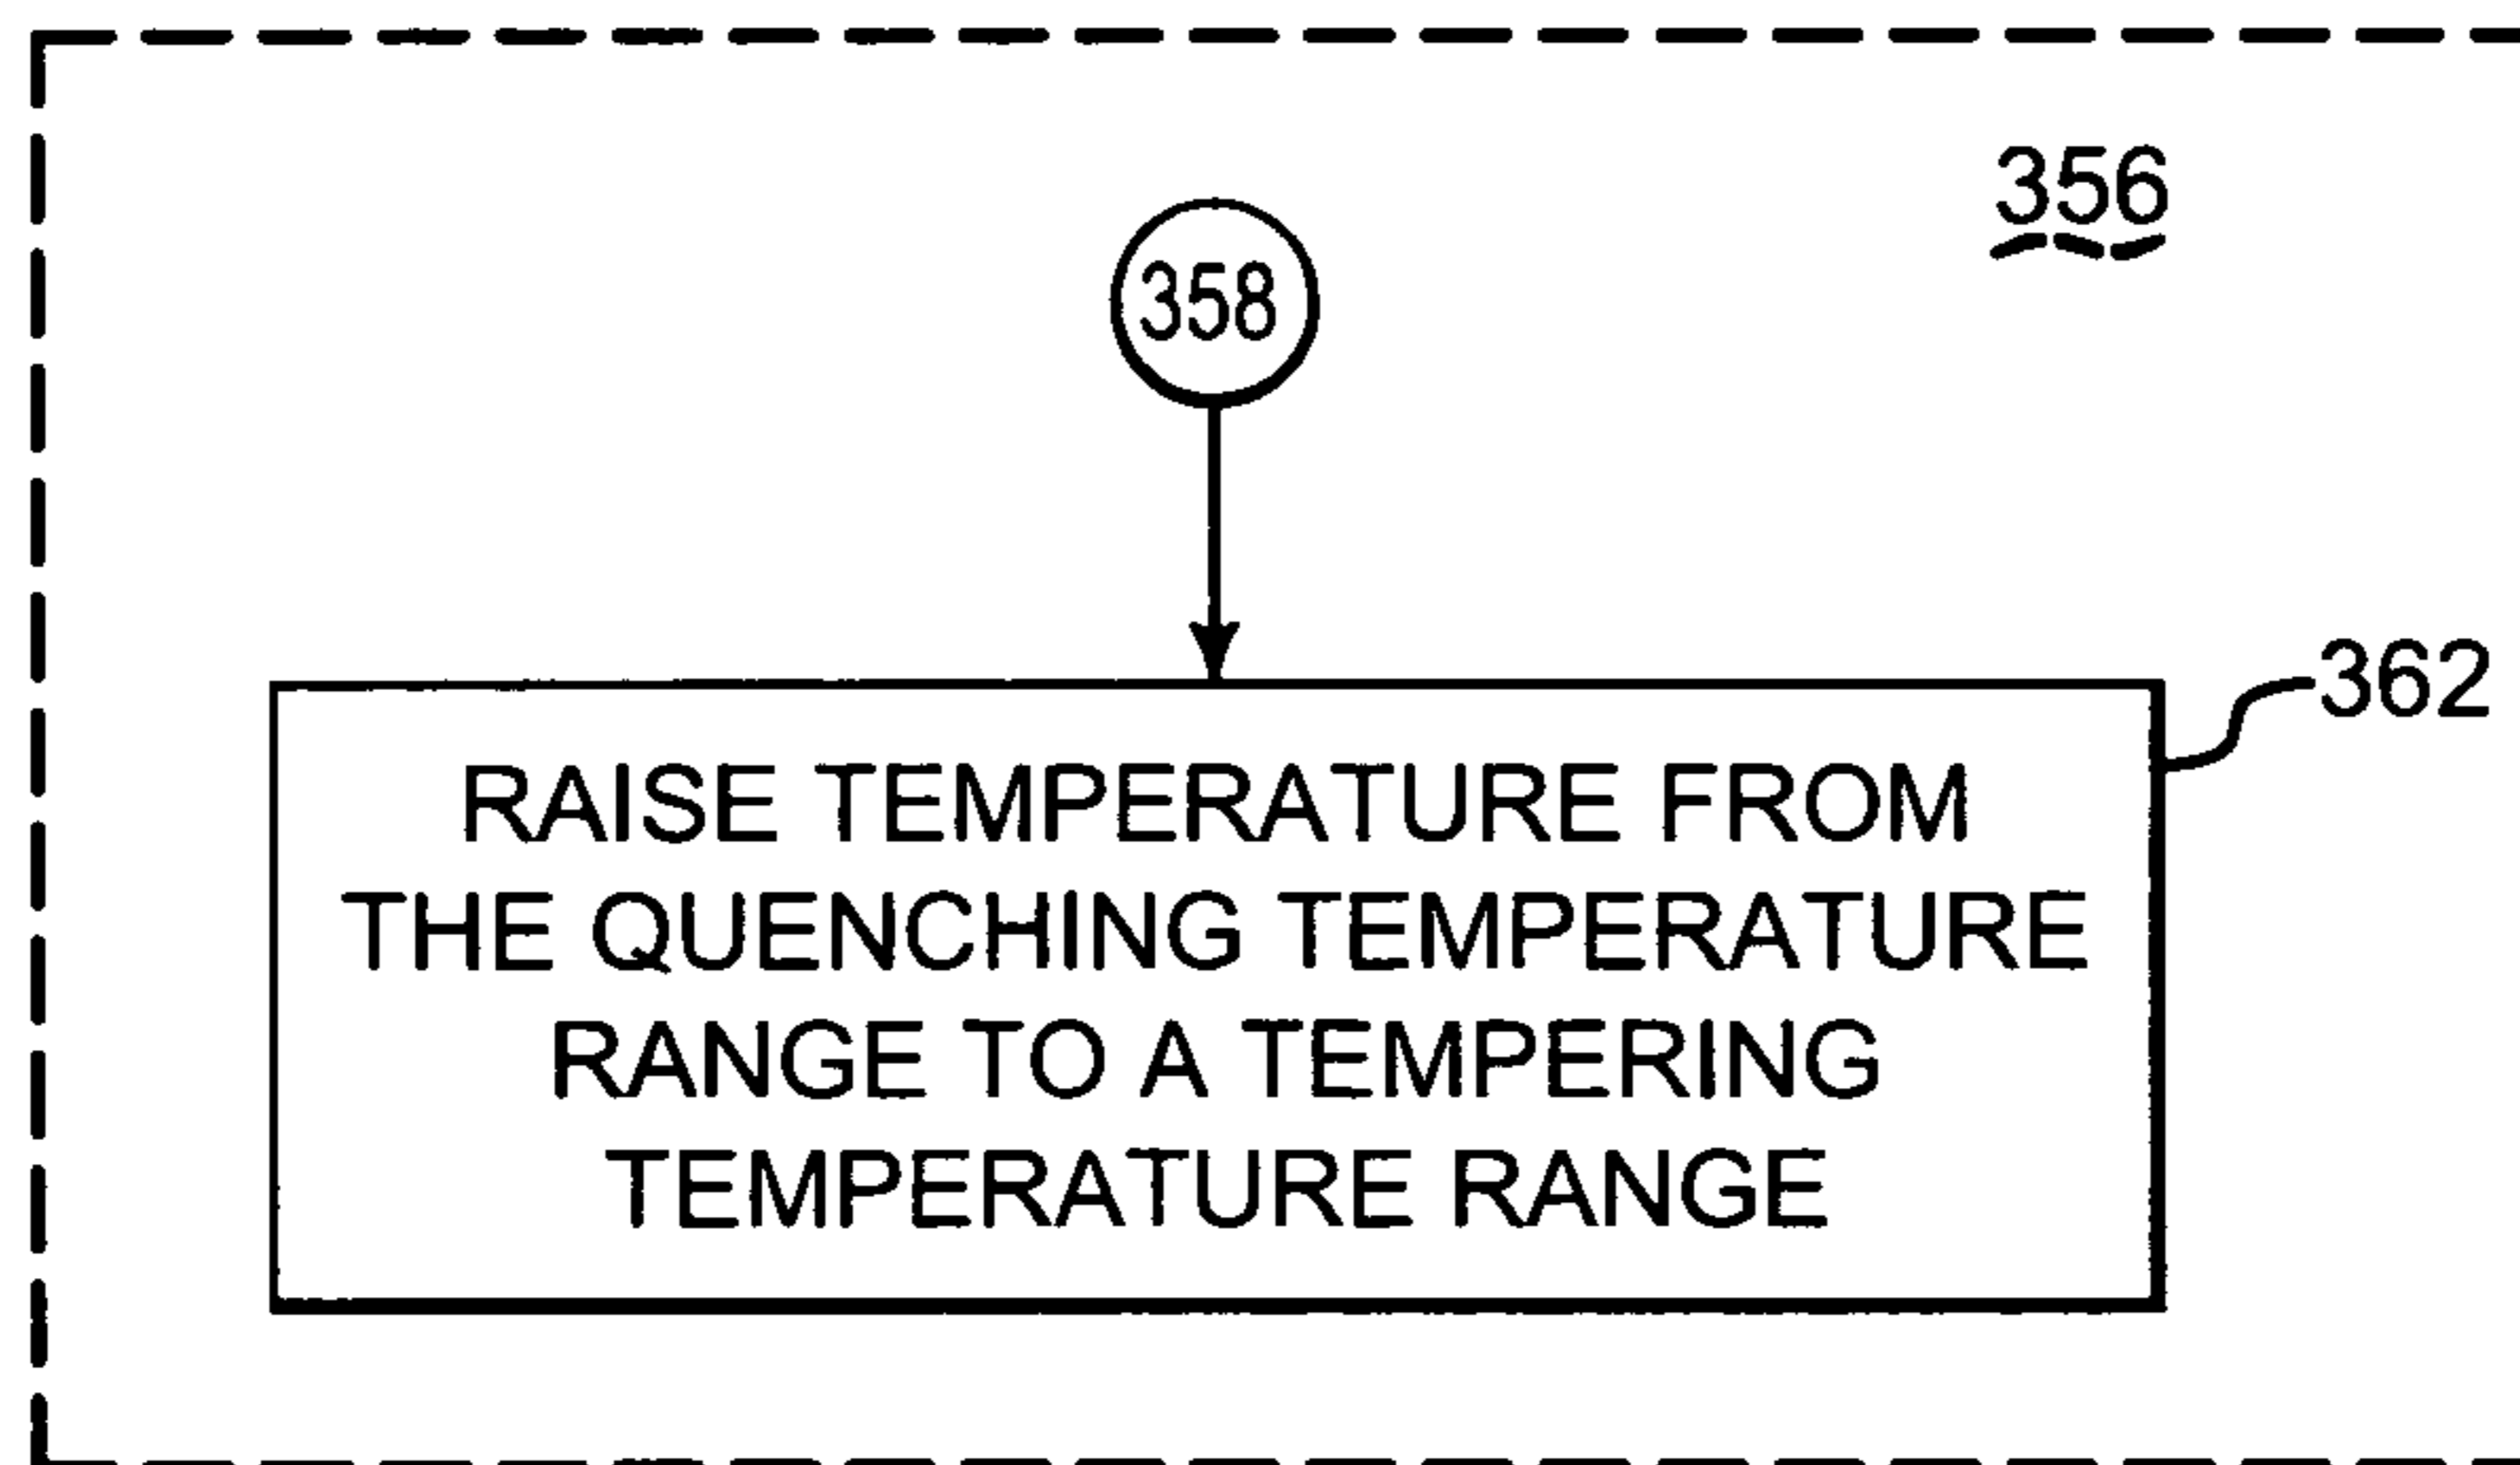 356
358
362
RAISE TEMPERATURE FROM
THE QUENCHING TEMPERATURE
RANGE TO A TEMPERING
TEMPERATURE RANGE